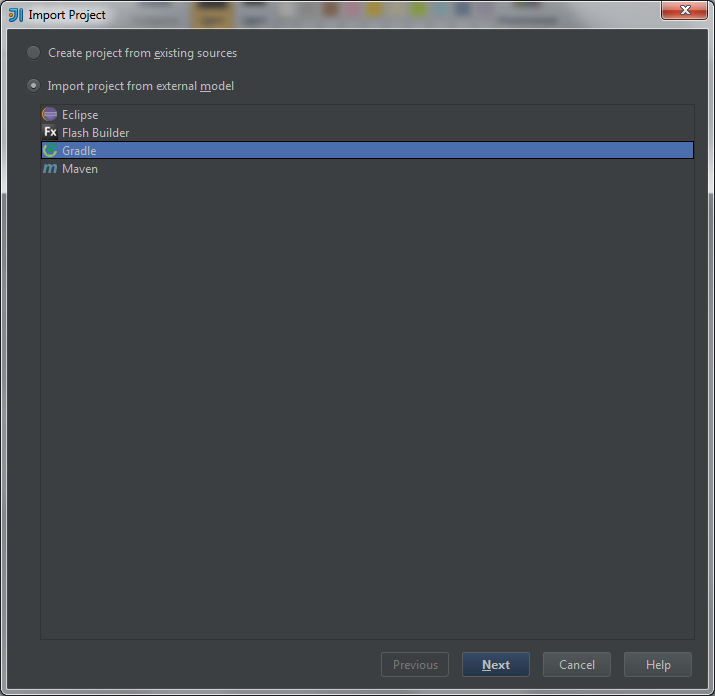 Import Project
Create project from existing sources
Import project from external model
Eclipse
Fx Flash Builder
Gradle
m Maven
Previous Next Cancel Help